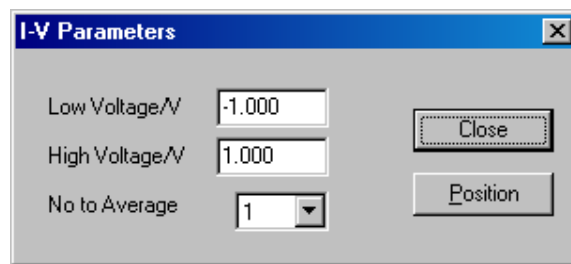 I-V Parameters
Low Voltage/V -1.000
High Voltage/V 1.000
No to Average 1
Close
Position